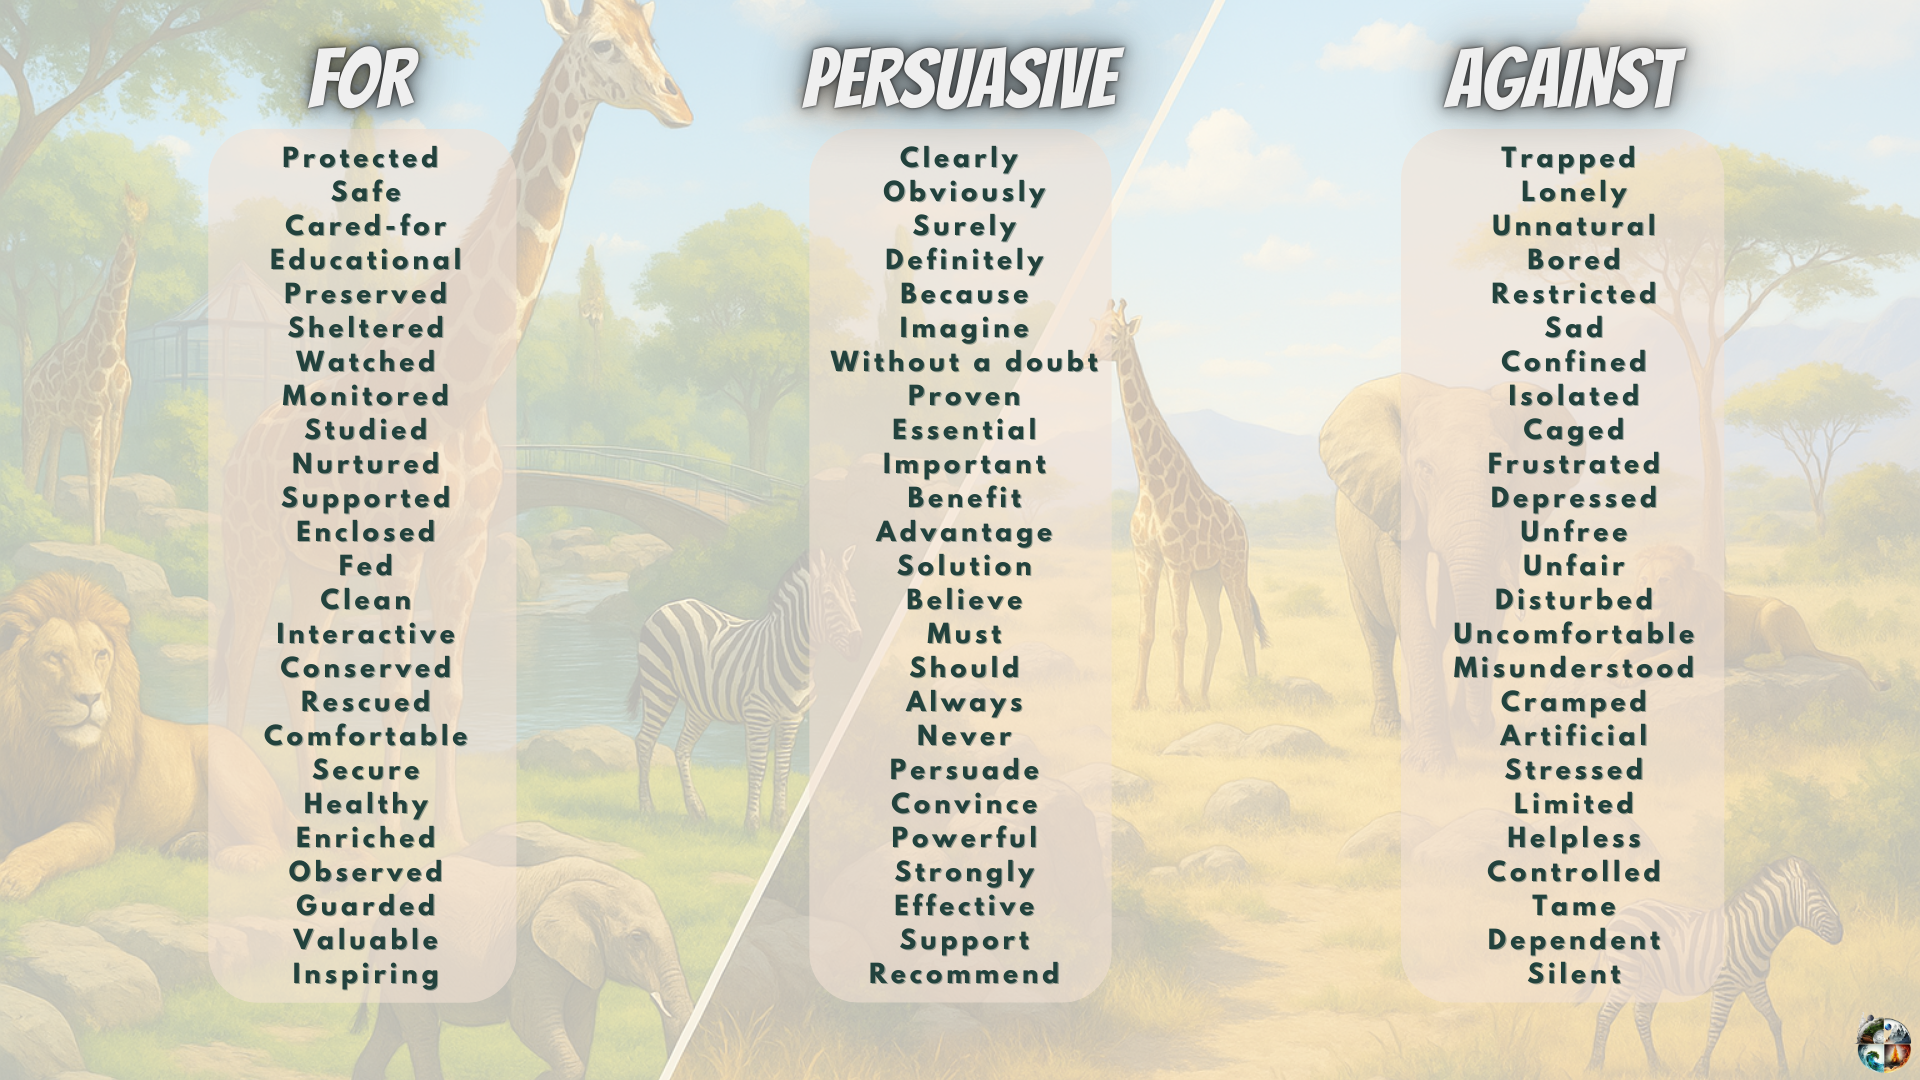 FOR
Protected
Safe
Cared-for
Educational
Preserved
Sheltered
Watched
Monitored
Studied
Nurtured
Supported
Enclosed
Fed
Clean
Interactive
Conserved
Rescued
Comfortable
Secure
Healthy
Enriched
Observed
Guarded
Valuable
Inspiring
PERSUASIVE
Clearly
Obviously
Surely
Definitely
Because
Imagine
Without a doubt
Proven
Essential
Important
Benefit
Advantage
Solution
Believe
Must
Should
Always
Never
Persuade
Convince
Powerful
Strongly
Effective
Support
Recommend
AGAINST
Trapped
Lonely
Unnatural
Bored
Restricted
Sad
Confined
Isolated
Caged
Frustrated
Depressed
Unfree
Unfair
Disturbed
Uncomfortable
Misunderstood
Cramped
Artificial
Stressed
Limited
Helpless
Controlled
Tame
Dependent
Silent